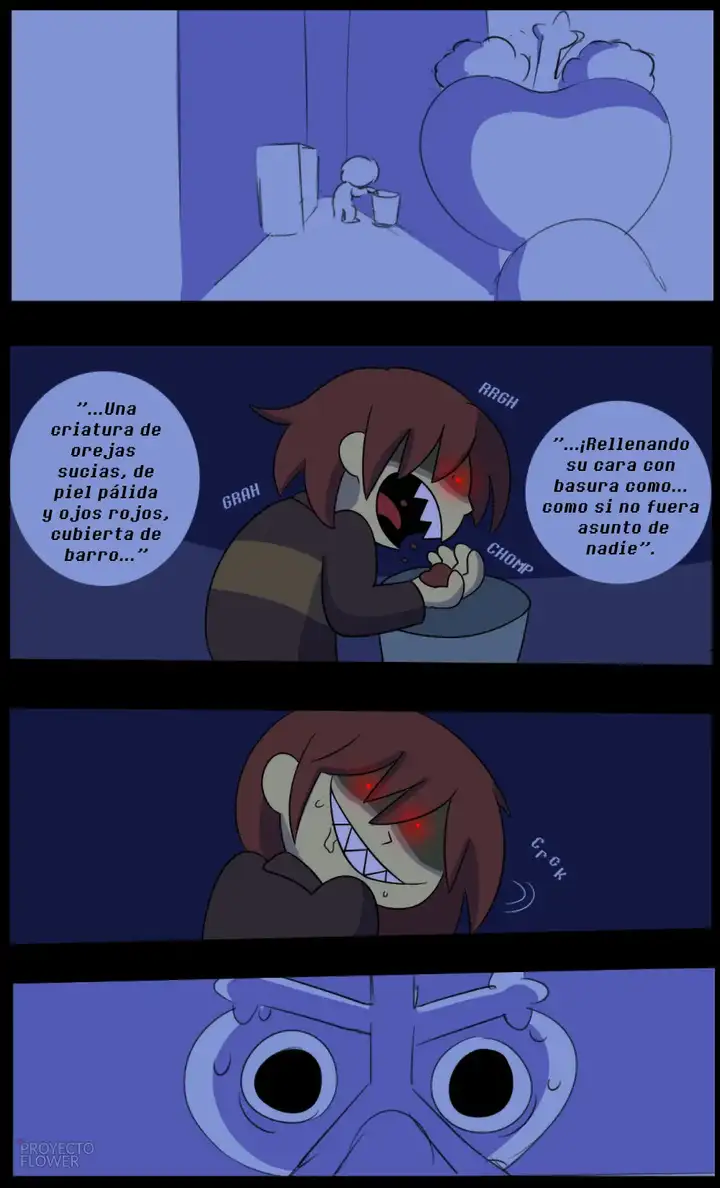 "...Una
criatura de
orejas
sucias, de
piel pálida
y ojos rojos,
cubierta de
barro..."
GRAH
RRGH
"...¡Rellenando
su cara con
basura como...
como si no fuera
asunto de
nadie".
CHOMP
CrGK
PROYECTO
FLOWER